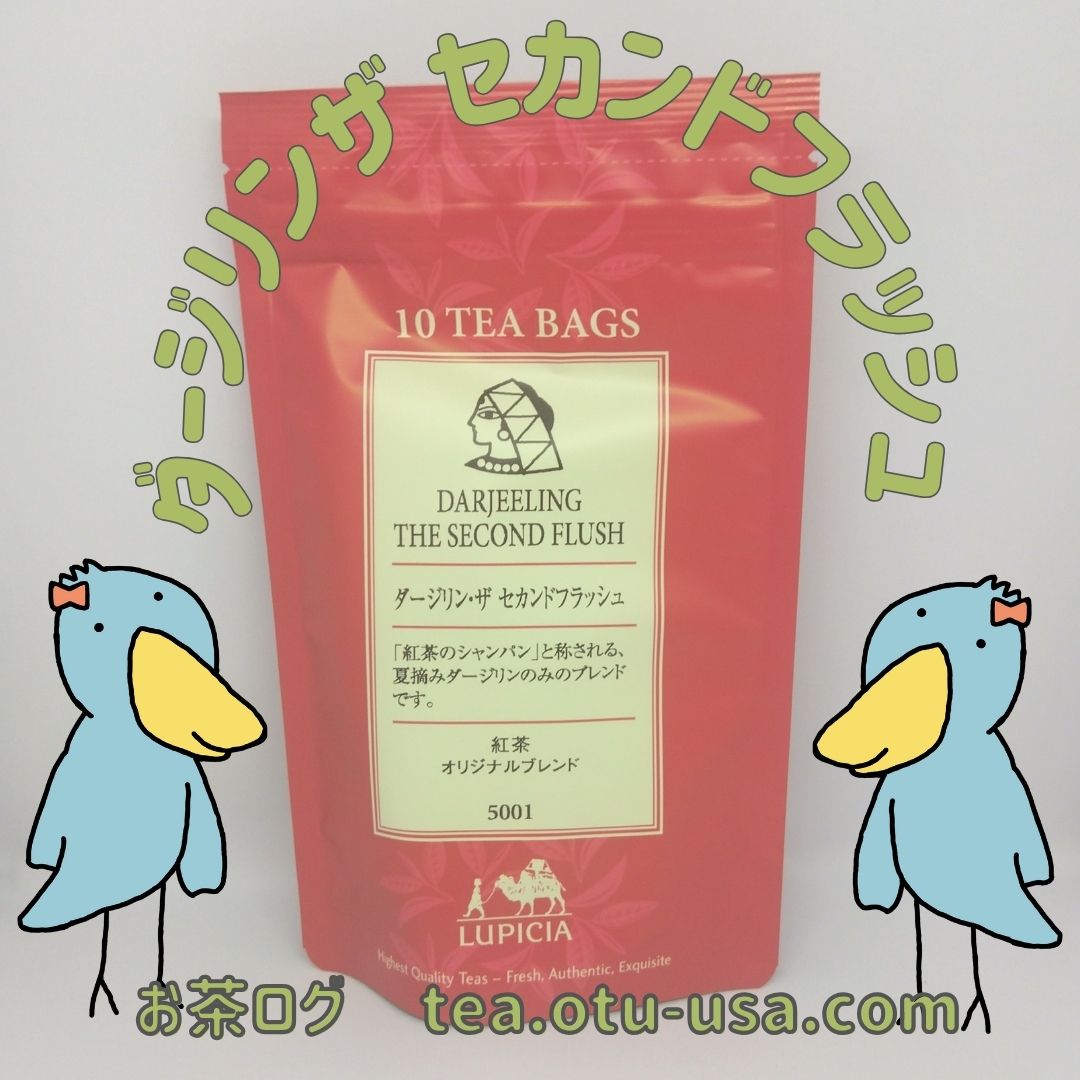 ダージリンザ セカンドフラッシュ
10 TEA BAGS
DARJEELING
THE SECOND FLUSH
ダージリン・ザ セカンドフラッシュ
「紅茶のシャンパン」と称される、
夏摘みダージリンのみのブレンド
です。
紅茶
オリジナルブレンド
5001
LUPICIA
Highest Quality Teas – Fresh, Authentic, Exquisite
お茶ログ tea.otu-usa.com